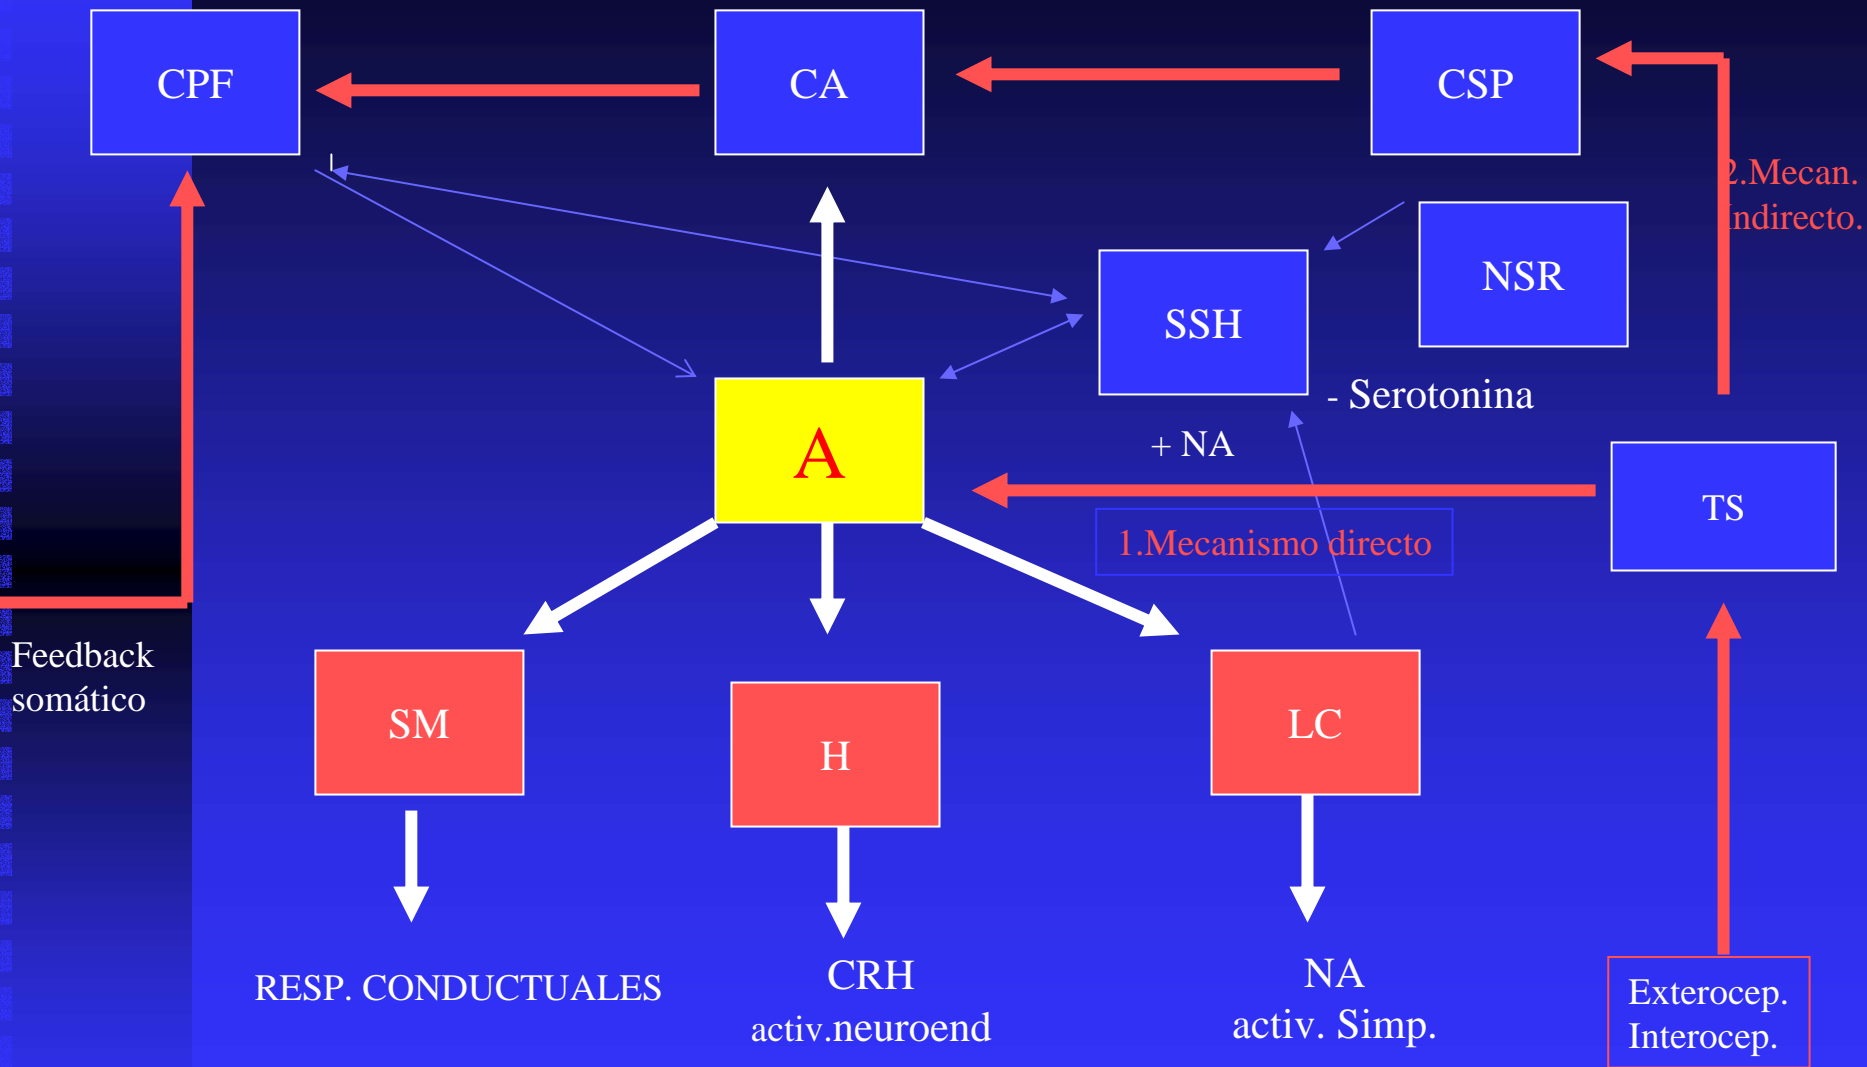 CPF
CA
CSP
2.Mecan.
Indirecto.
NSR
SSH
- Serotonina
+ NA
A
TS
1.Mecanismo directo
Feedback
somático
SM
H
LC
RESP. CONDUCTUALES
CRH
activ.neuroend
NA
activ. Simp.
Exterocep.
Interocep.